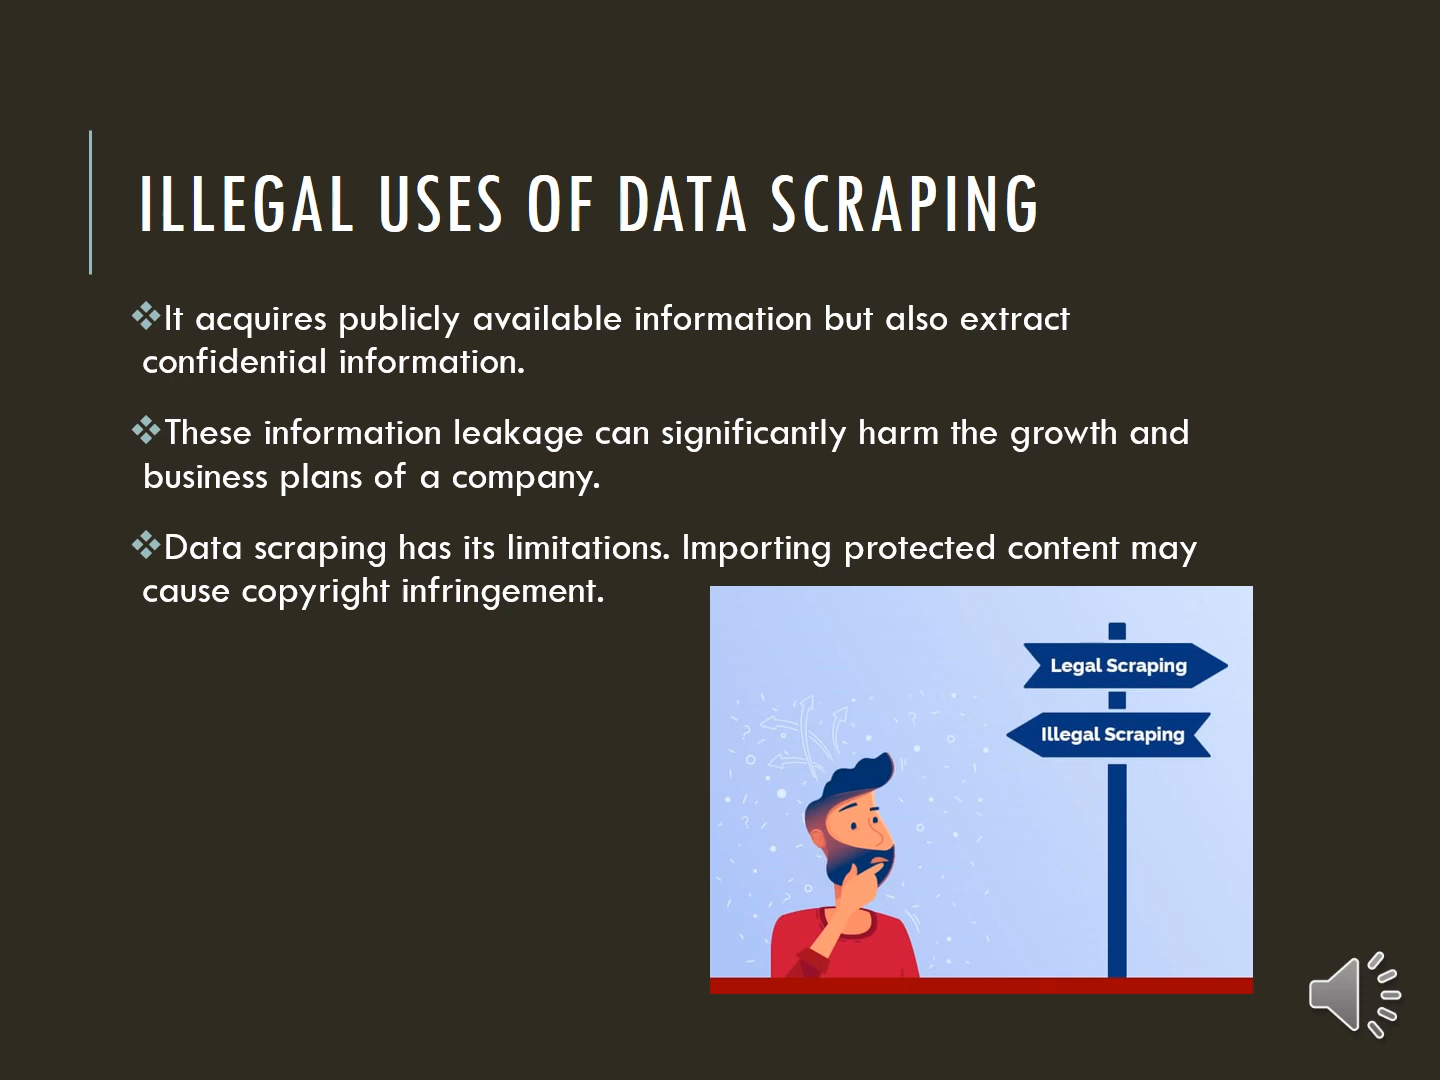 ILLEGAL USES OF DATA SCRAPING
❖It acquires publicly available information but also extract
confidential information.
❖These information leakage can significantly harm the growth and
business plans of a company.
❖Data scraping has its limitations. Importing protected content may
cause copyright infringement.
Legal Scraping
Illegal Scraping